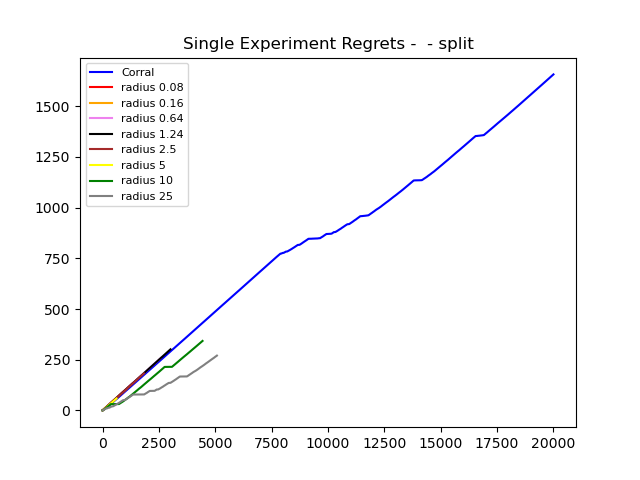 Single Experiment Regrets -  - split
Corral
radius 0.08
radius 0.16
radius 0.64
radius 1.24
radius 2.5
radius 5
radius 10
radius 25
1500
1250
1000
750
500
250
0
0 2500 5000 7500 10000 12500 15000 17500 20000